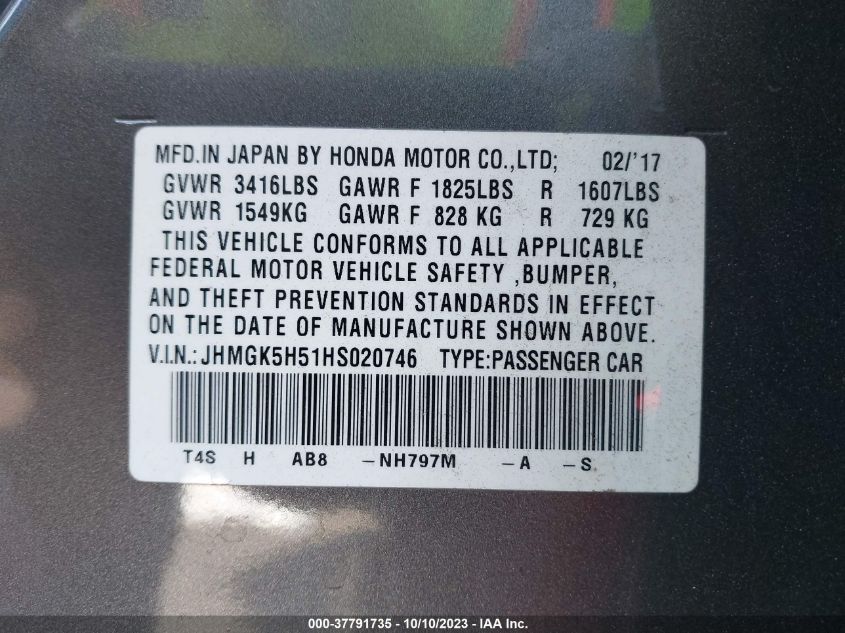 MFD.IN JAPAN BY HONDA MOTOR CO.,LTD; 02/'17
GVWR 3416LBS GAWR F 1825LBS R 1607LBS
GVWR 1549KG GAWR F 828 KG R 729 KG
THIS VEHICLE CONFORMS TO ALL APPLICABLE
FEDERAL MOTOR VEHICLE SAFETY ,BUMPER,
AND THEFT PREVENTION STANDARDS IN EFFECT
ON THE DATE OF MANUFACTURE SHOWN ABOVE.
V.I.N.: JHMGK5H51HS020746 TYPE:PASSENGER CAR
T4S H AB8 –NH797M –A –S
000-37791735 - 10/10/2023 - IAA Inc.